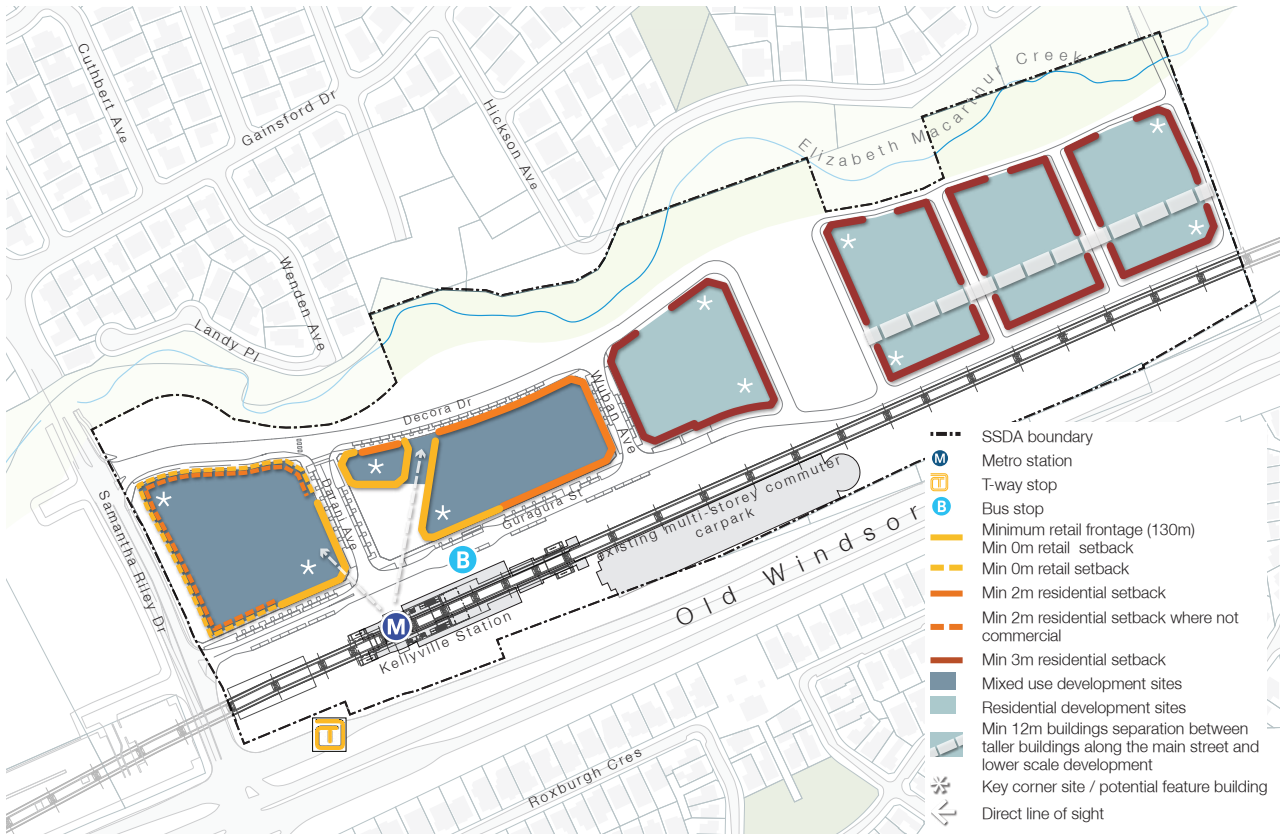 Cuthbert Ave
Gainsford Dr
Hickson Ave
Elizabeth Macarthur Creek
Wenden Ave
Landy Pl
Decora Dr
Wuban Ave
Guragura St
Samantha Riley Dr
B
M
Kellyville Station
existing multi-storey commuter
carpark
Old Windsor
T
Roxburgh Cres
SSDA boundary
M Metro station
T T-way stop
B Bus stop
Minimum retail frontage (130m)
Min 0m retail setback
Min 0m retail setback
Min 2m residential setback
Min 2m residential setback where not
commercial
Min 3m residential setback
Mixed use development sites
Residential development sites
Min 12m buildings separation between
taller buildings along the main street and
lower scale development
Key corner site / potential feature building
Direct line of sight